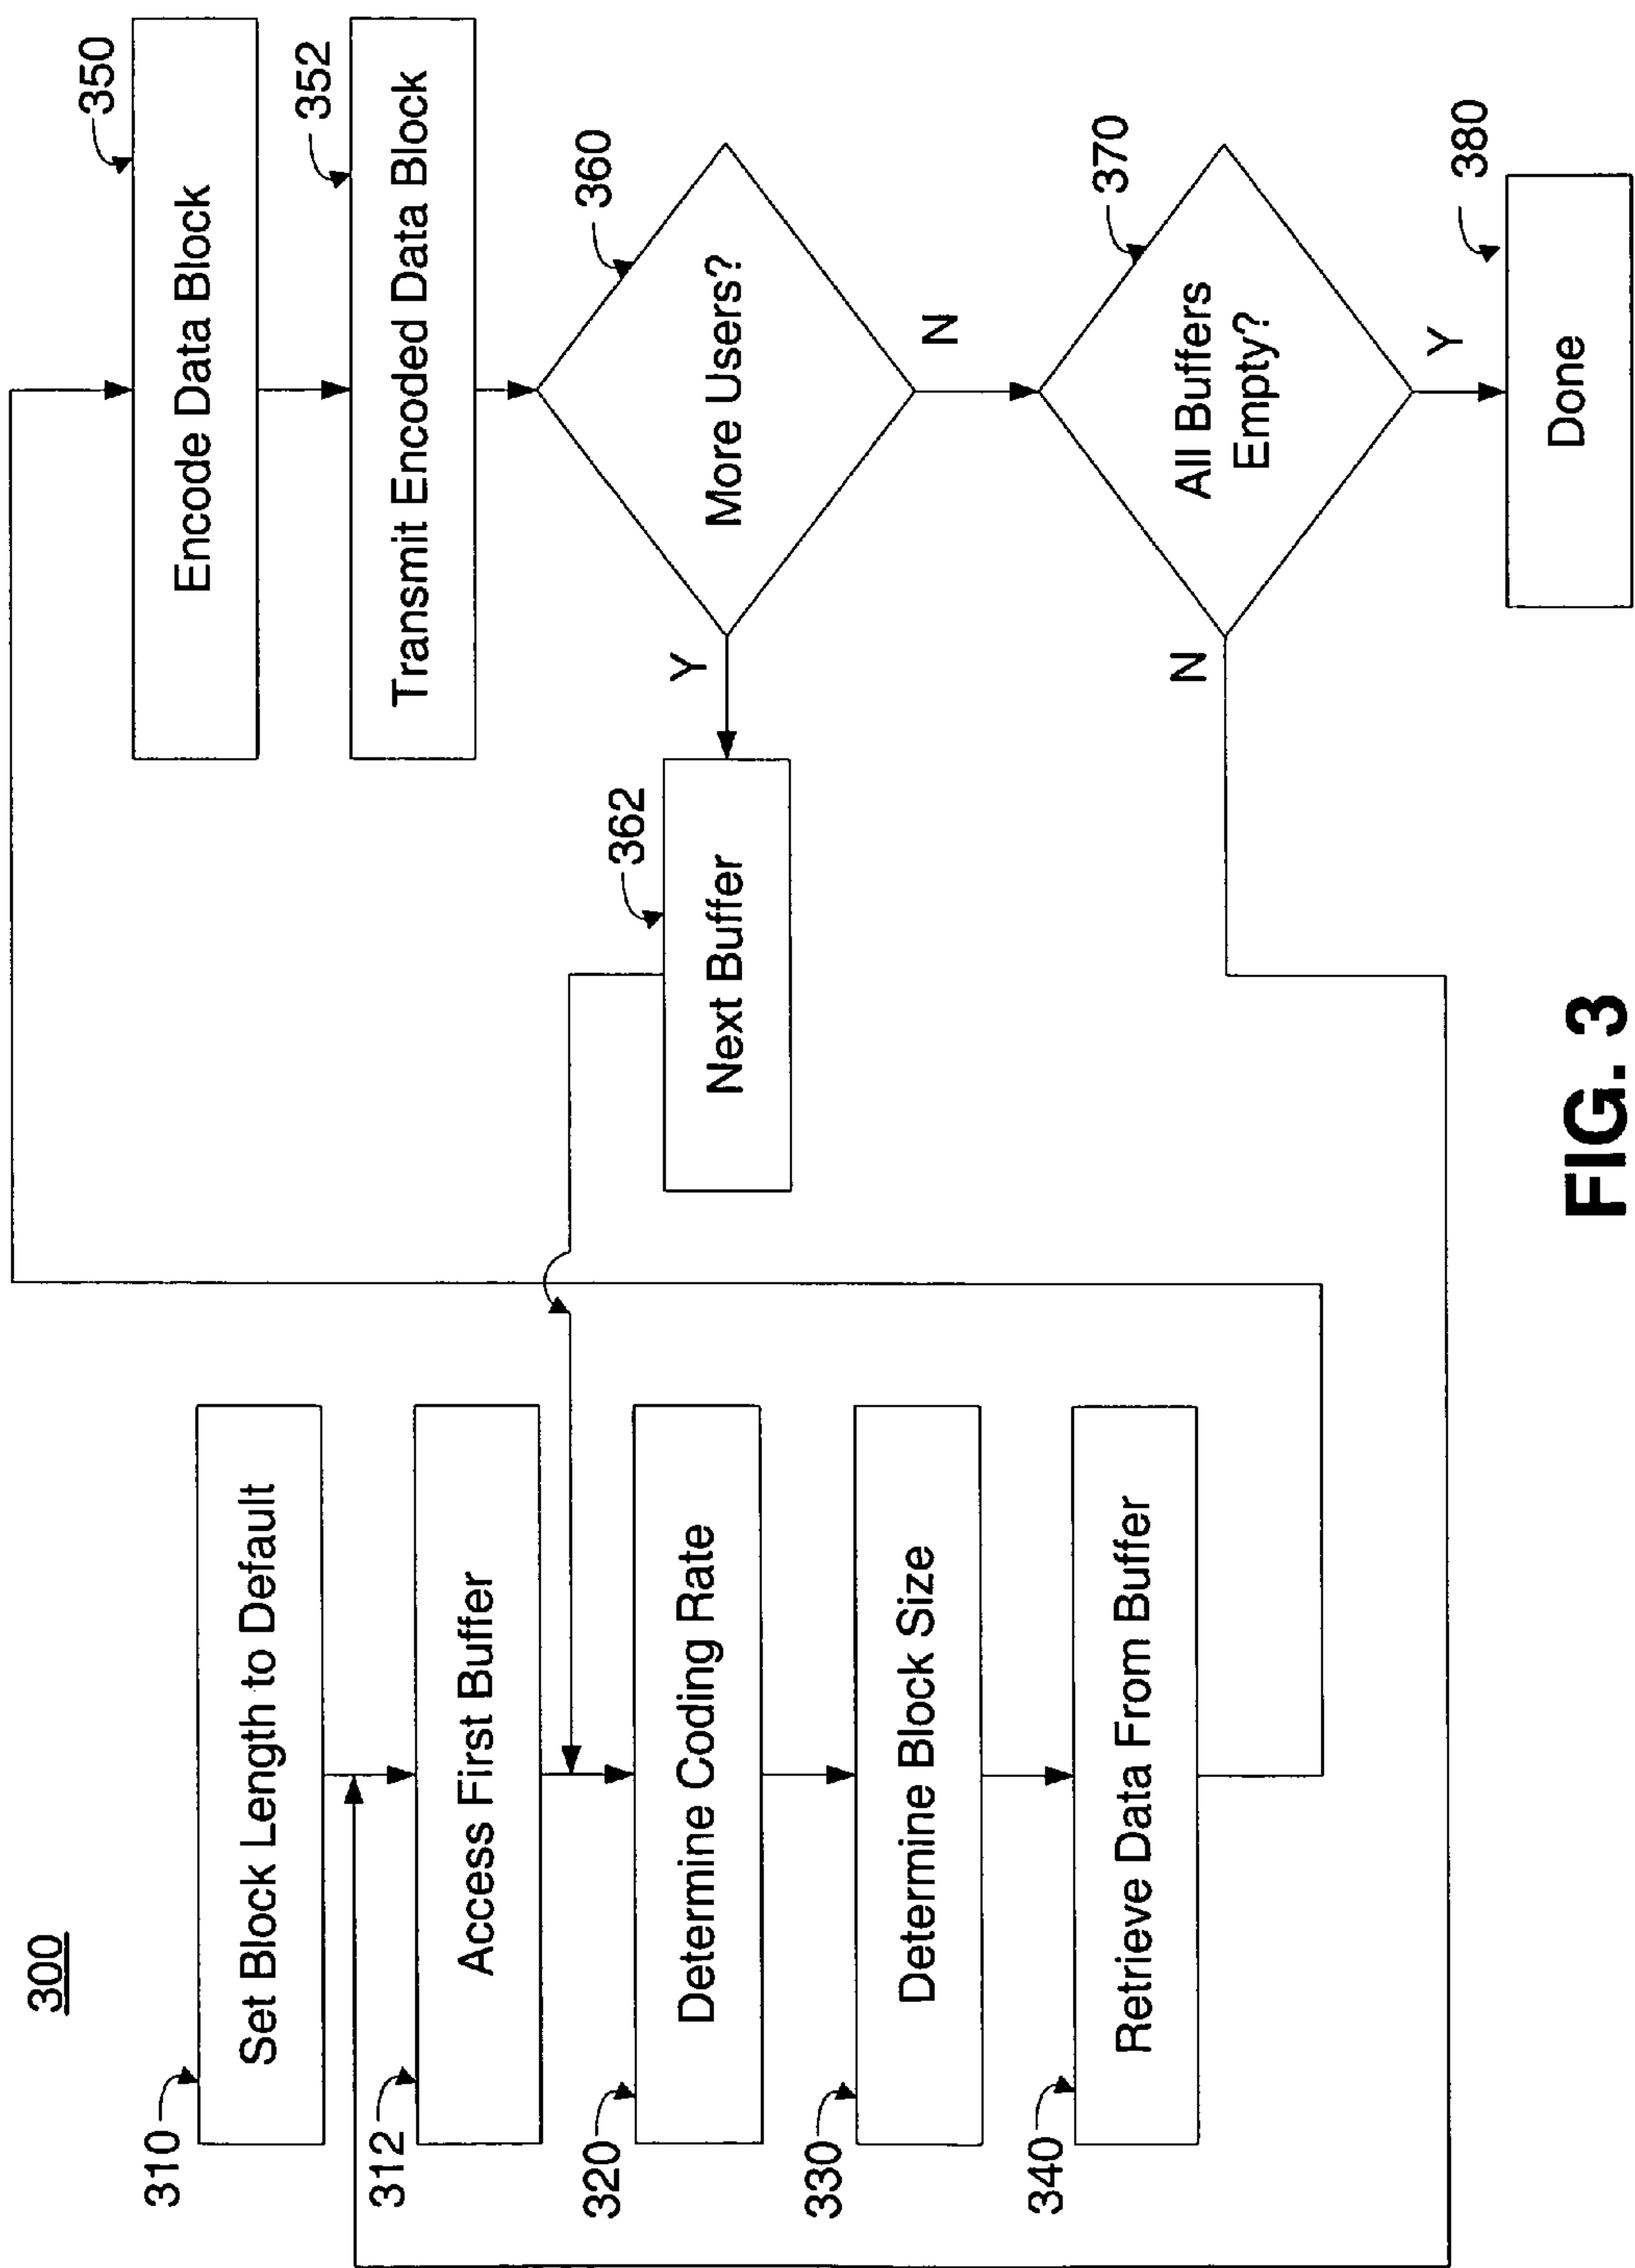 300
310
Set Block Length to Default
312
Access First Buffer
320
Determine Coding Rate
330
Determine Block Size
340
Retrieve Data From Buffer
350
Encode Data Block
352
Transmit Encoded Data Block
360
More Users?
Y
N
362
Next Buffer
370
All Buffers
Empty?
N
Y
380
Done
FIG. 3